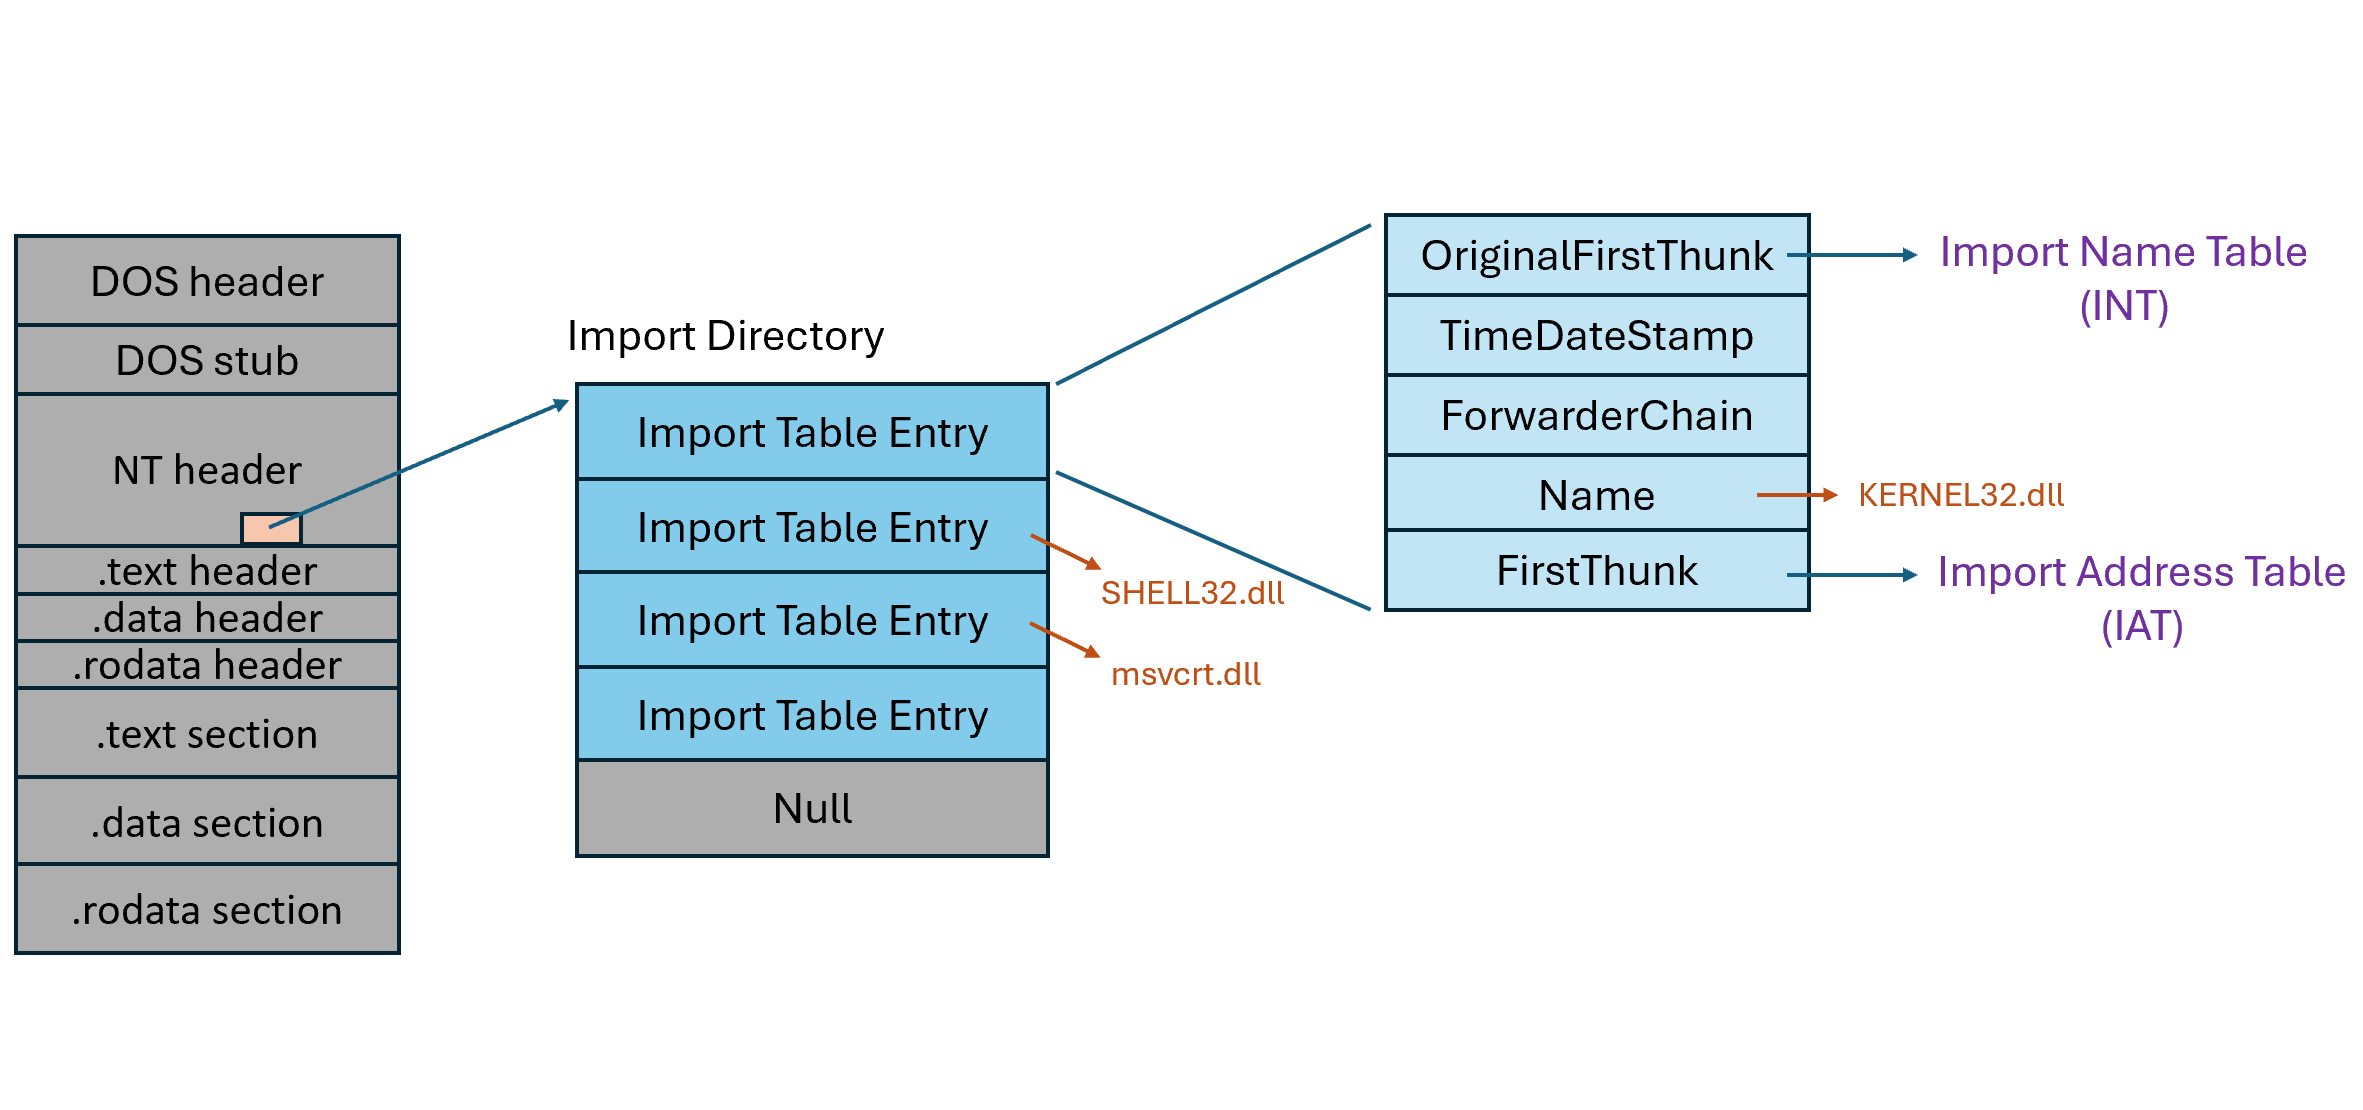 DOS header
DOS stub
NT header
.text header
.data header
.rodata header
.text section
.data section
.rodata section
Import Directory
Import Table Entry
Import Table Entry
SHELL32.dll
Import Table Entry
msvcrt.dll
Import Table Entry
Null
OriginalFirstThunk
Import Name Table
(INT)
TimeDateStamp
ForwarderChain
Name
KERNEL32.dll
FirstThunk
Import Address Table
(IAT)